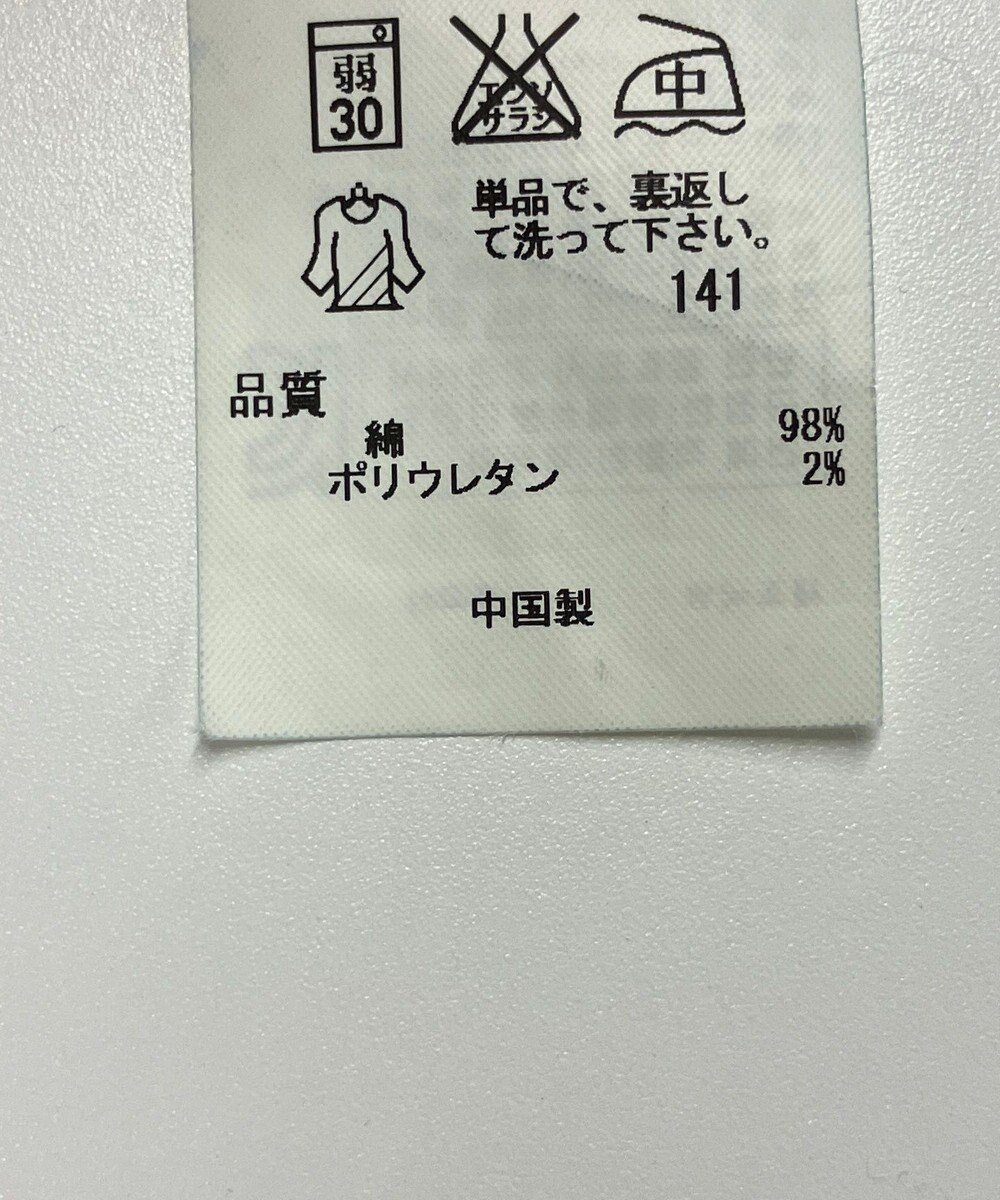 弱
30
エンソ
サラシ
中
単品で、裏返し
て洗って下さい。
141
品質
綿 98%
ポリウレタン 2%
中国製